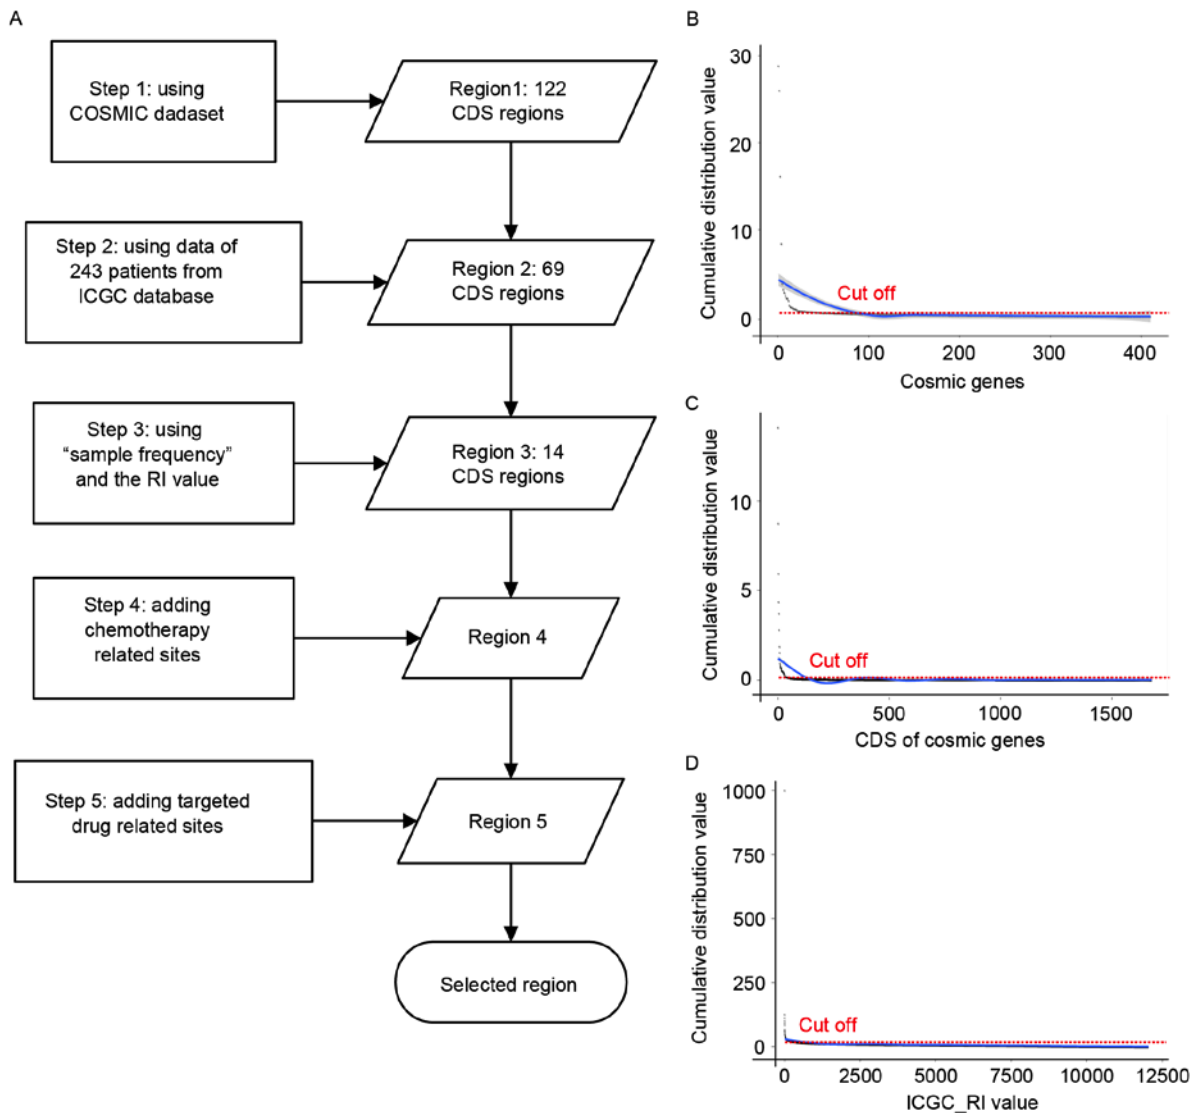 A
Step 1: using
COSMIC dadaset
Region1: 122
CDS regions
Step 2: using data of
243 patients from
ICGC database
Region 2: 69
CDS regions
Step 3: using
“sample frequency”
and the RI value
Region 3: 14
CDS regions
Step 4: adding
chemotherapy
related sites
Region 4
Step 5: adding targeted
drug related sites
Region 5
Selected region
B
Cumulative distribution value
30
20
10
0
Cut off
0 100 200 300 400
Cosmic genes
C
Cumulative distribution value
10
5
0
Cut off
0 500 1000 1500
CDS of cosmic genes
D
Cumulative distribution value
1000
750
500
250
0
Cut off
0 2500 5000 7500 10000 12500
ICGC_RI value